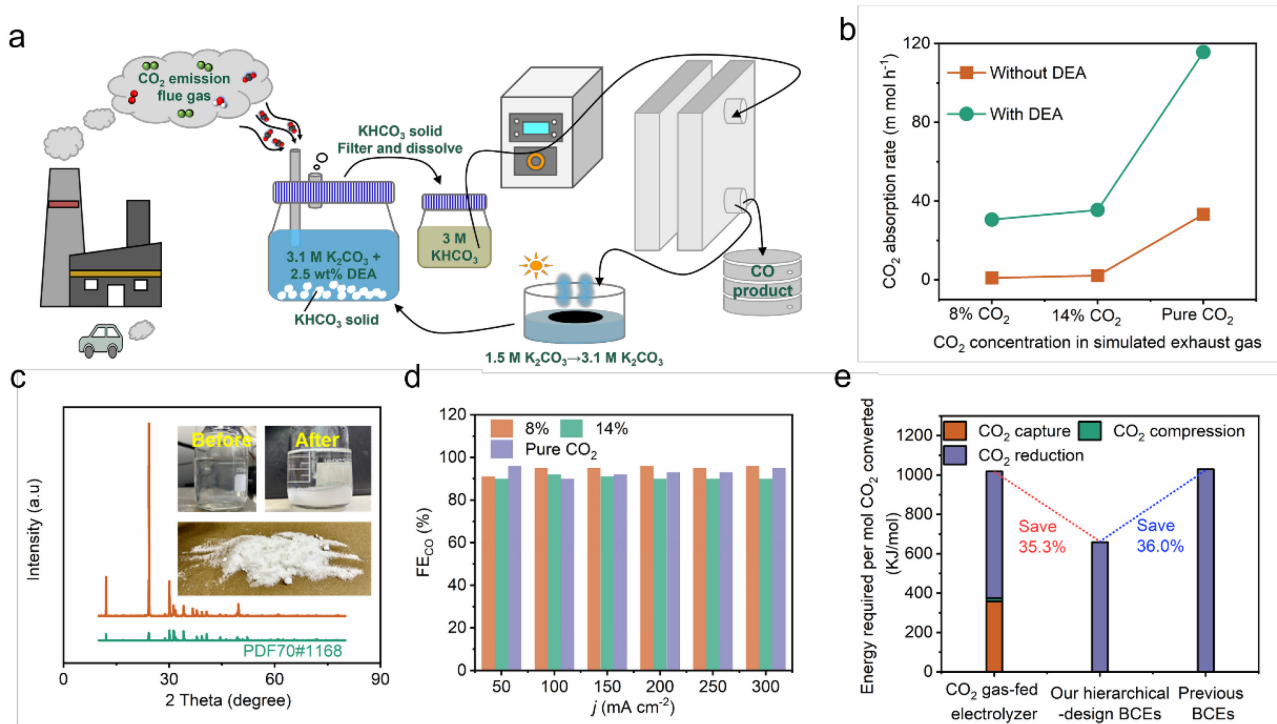 a
CO₂ emission
flue gas
KHCO₃ solid
Filter and dissolve
3.1 M K₂CO₃ +
2.5 wt% DEA
KHCO₃ solid
3 M
KHCO₃
1.5 M K₂CO₃→3.1 M K₂CO₃
CO
product
b
CO₂ absorption rate (m mol h⁻¹)
120
80
40
0
Without DEA
With DEA
8% CO₂
14% CO₂
Pure CO₂
CO₂ concentration in simulated exhaust gas
c
Intensity (a.u)
Before
After
PDF70#1168
0
30
60
90
2 Theta (degree)
d
FE_CO (%)
120
100
80
60
40
20
0
8%
14%
Pure CO₂
50
100
150
200
250
300
j (mA cm⁻²)
e
Energy required per mol CO₂ converted
(KJ/mol)
1200
1000
800
600
400
200
0
CO₂ capture
CO₂ compression
CO₂ reduction
Save
35.3%
Save
36.0%
CO₂ gas-fed
electrolyzer
Our hierarchical
-design BCEs
Previous
BCEs